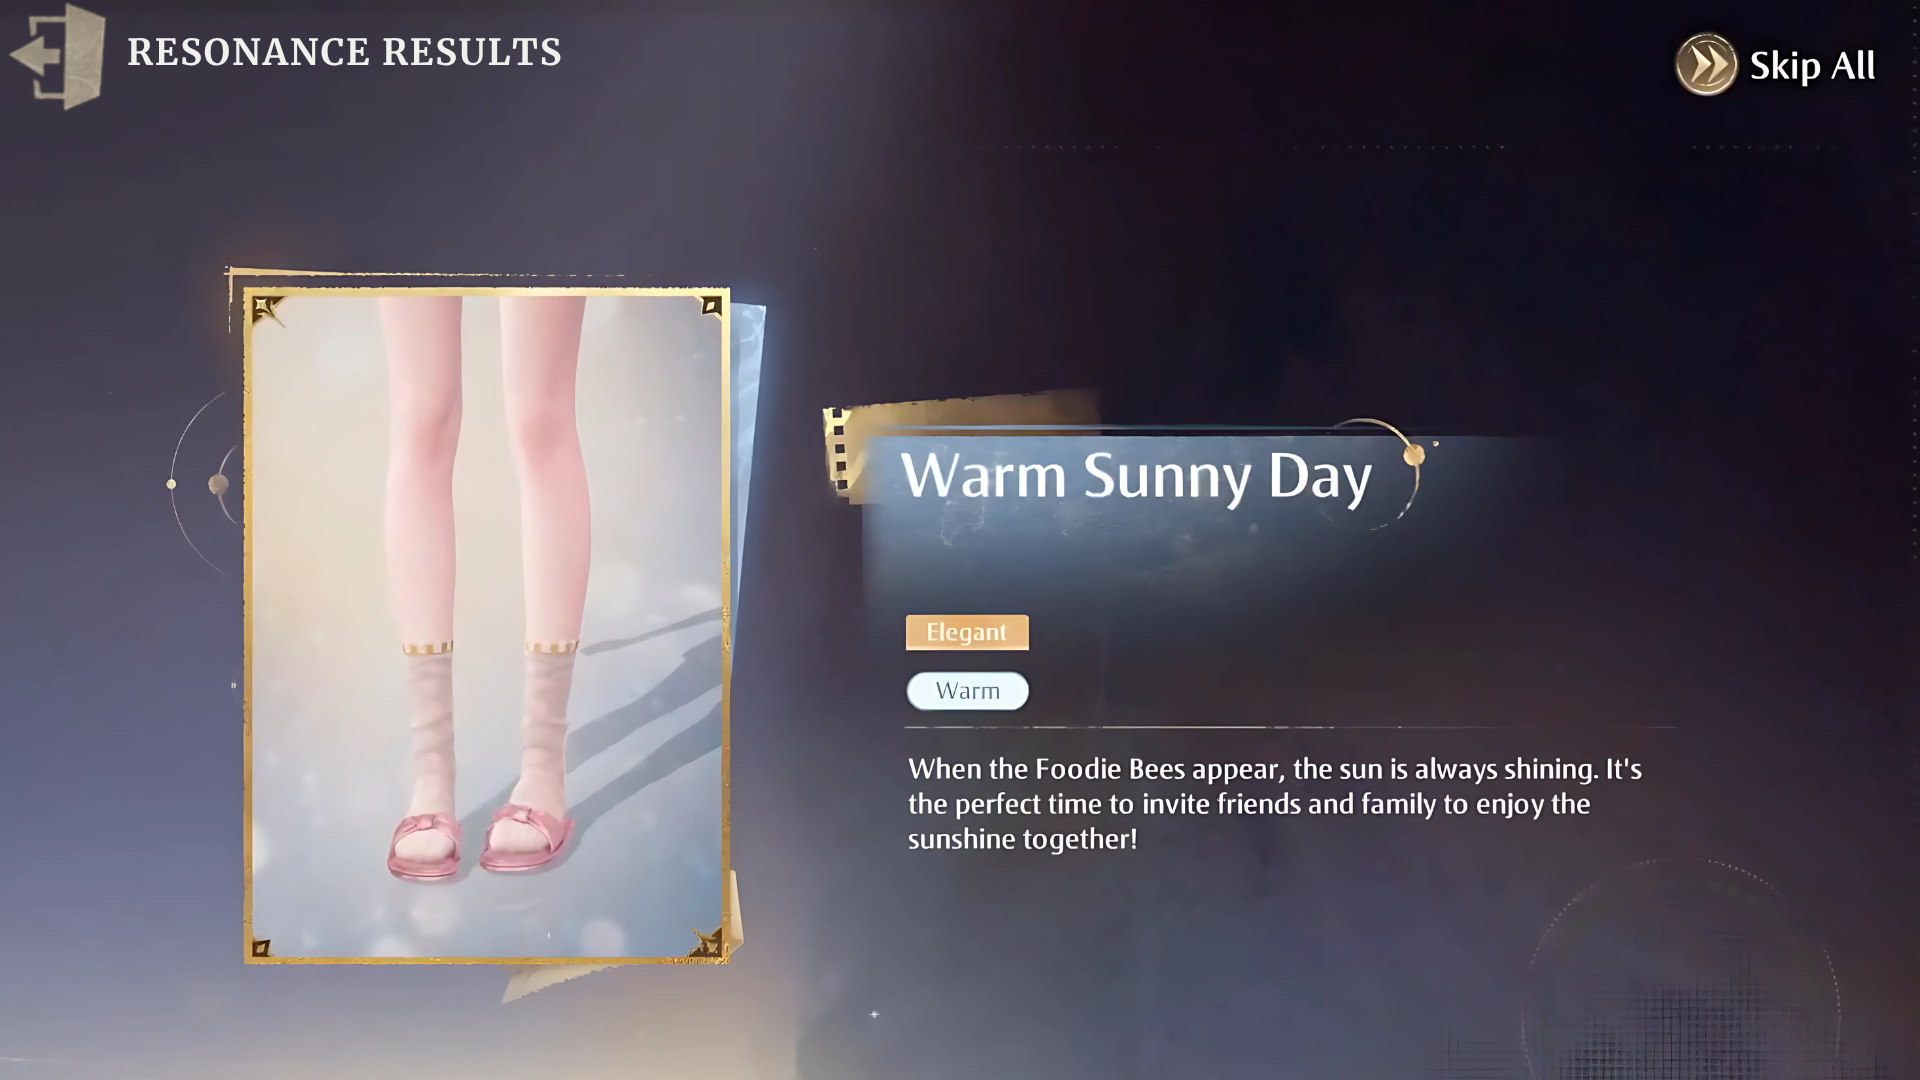 RESONANCE RESULTS
Skip All
Warm Sunny Day
Elegant
Warm
When the Foodie Bees appear, the sun is always shining. It's
the perfect time to invite friends and family to enjoy the
sunshine together!